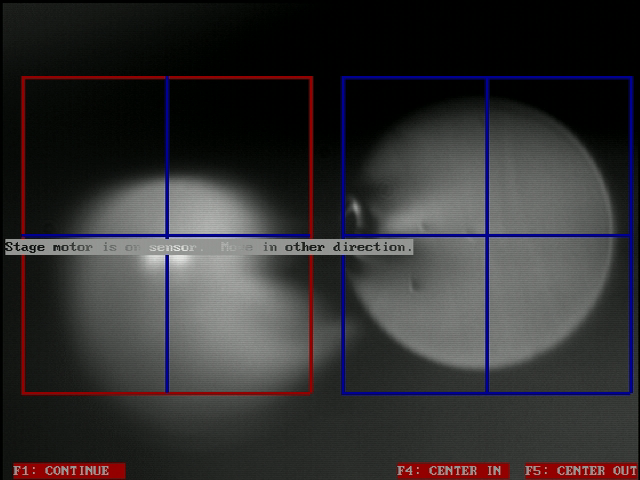 Stage motor is on sensor.  Move in other direction.
F1: CONTINUE
F4: CENTER IN
F5: CENTER OUT